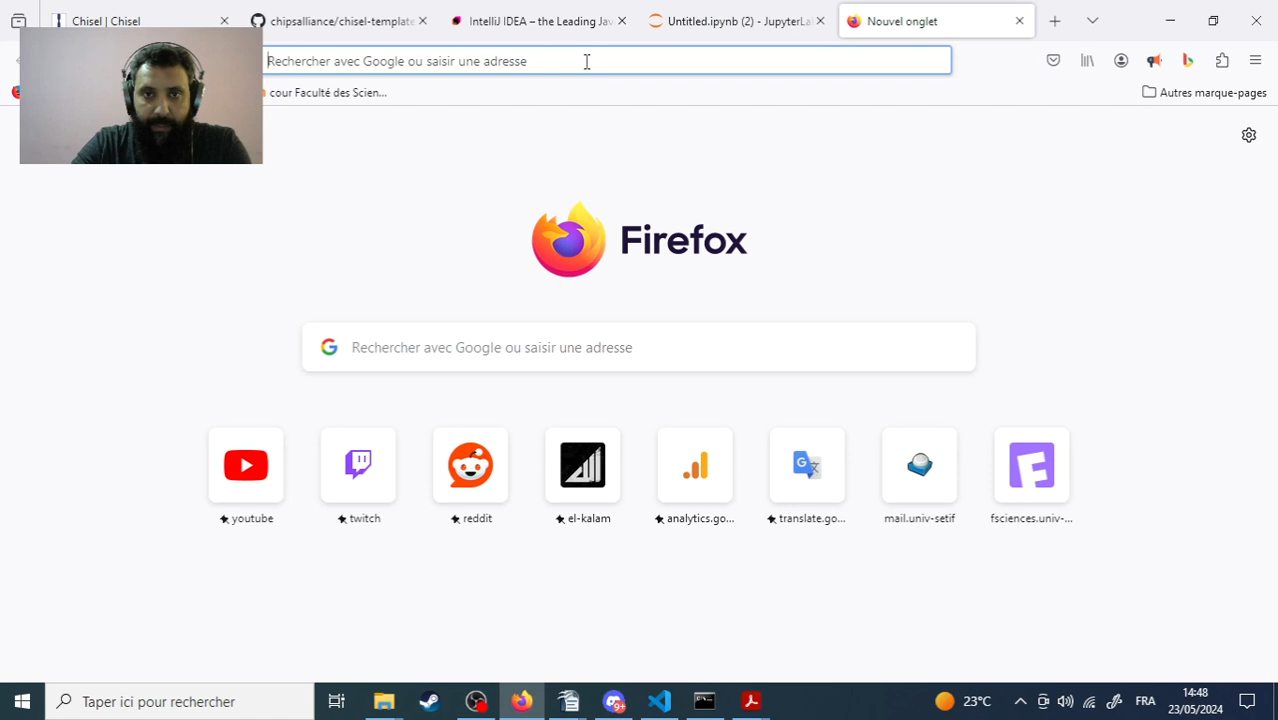 Chisel | Chisel
chipsalliance/chisel-template
IntelliJ IDEA – the Leading Jav
Untitled.ipynb (2) - JupyterLa
Nouvel onglet
Rechercher avec Google ou saisir une adresse
cour Faculté des Scien...
Autres marque-pages
Firefox
Rechercher avec Google ou saisir une adresse
youtube
twitch
reddit
el-kalam
analytics.go...
translate.go...
mail.univ-setif
fsciences.univ-...
Taper ici pour rechercher
23°C
FRA
14:48
23/05/2024